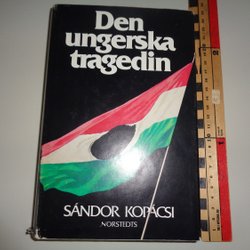 Den
ungerska
tragedin
SÁNDOR KOPÁCSI
NORSTEDTS